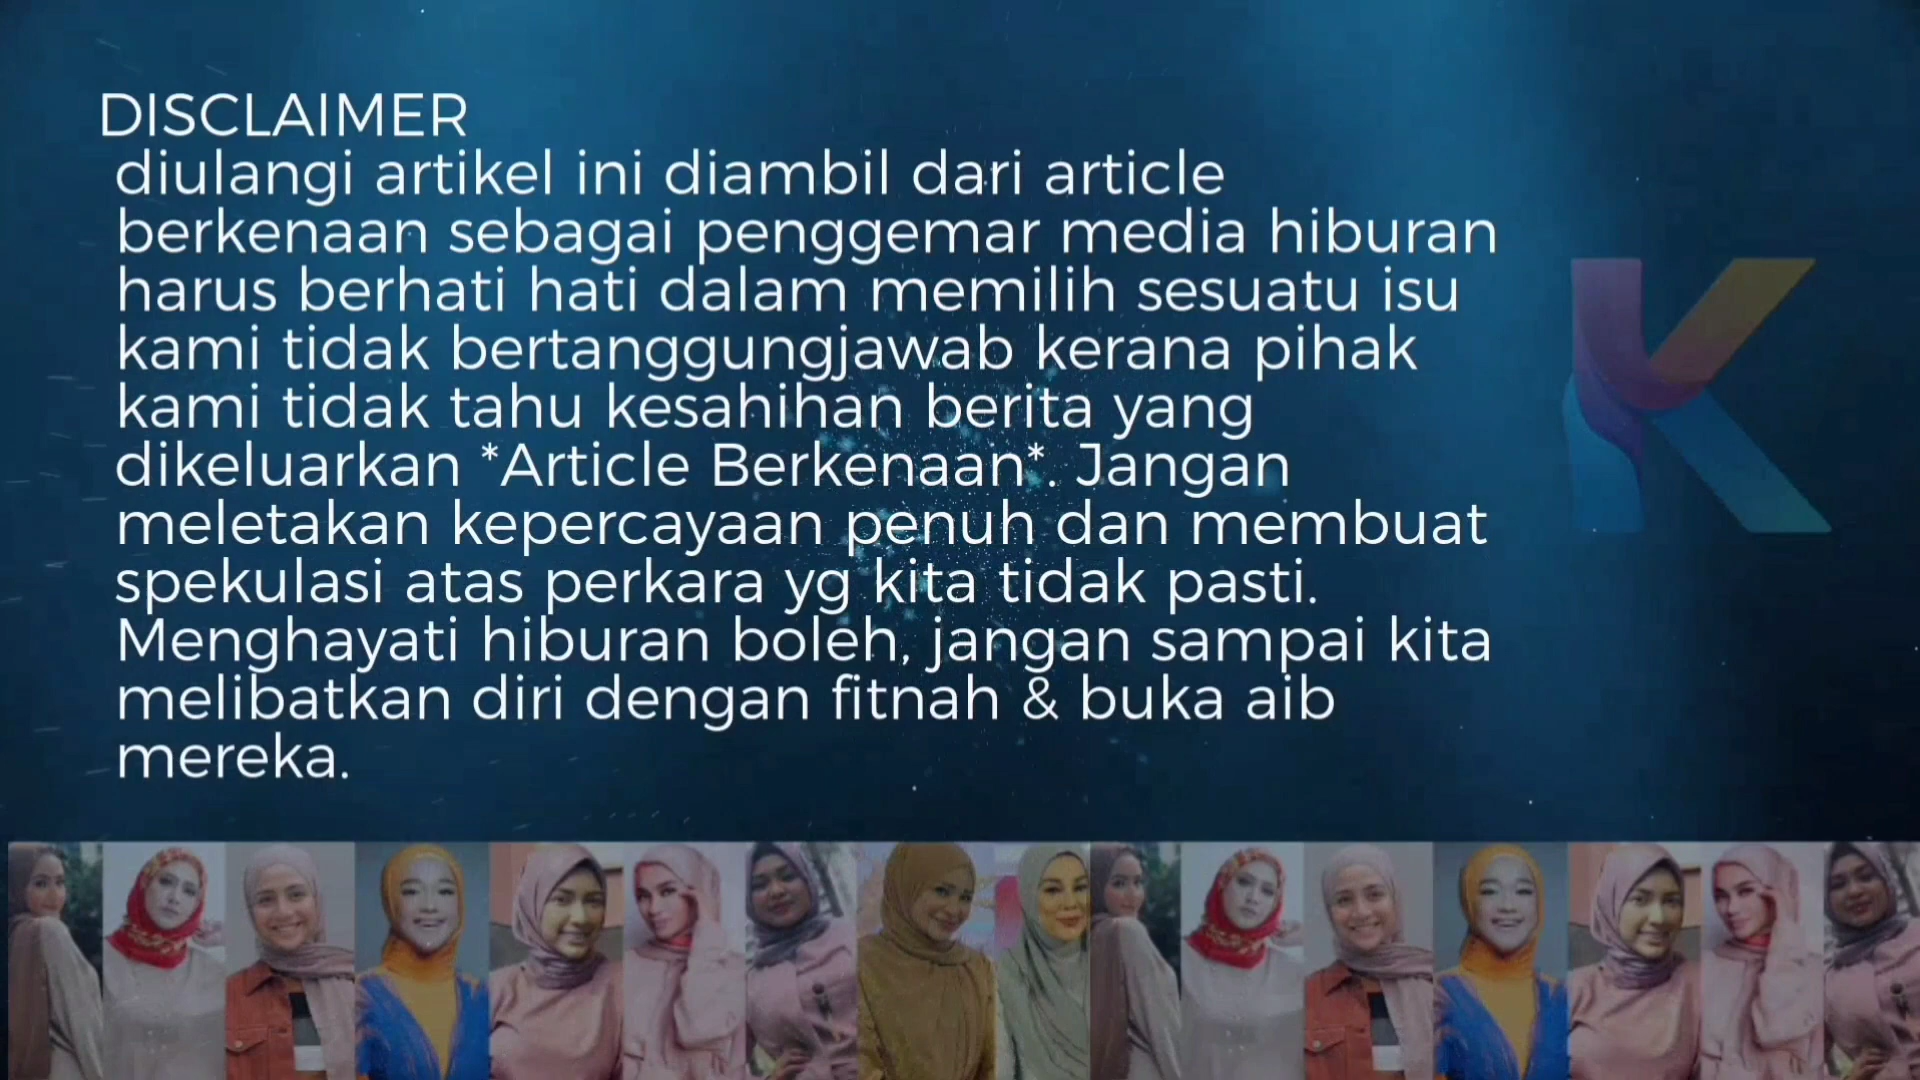 DISCLAIMER
diulangi artikel ini diambil dari article
berkenaan sebagai penggemar media hiburan
harus berhati hati dalam memilih sesuatu isu
kami tidak bertanggungjawab kerana pihak
kami tidak tahu kesahihan berita yang
dikeluarkan *Article Berkenaan*. Jangan
meletakan kepercayaan penuh dan membuat
spekulasi atas perkara yg kita tidak pasti.
Menghayati hiburan boleh, jangan sampai kita
melibatkan diri dengan fitnah & buka aib
mereka.
K